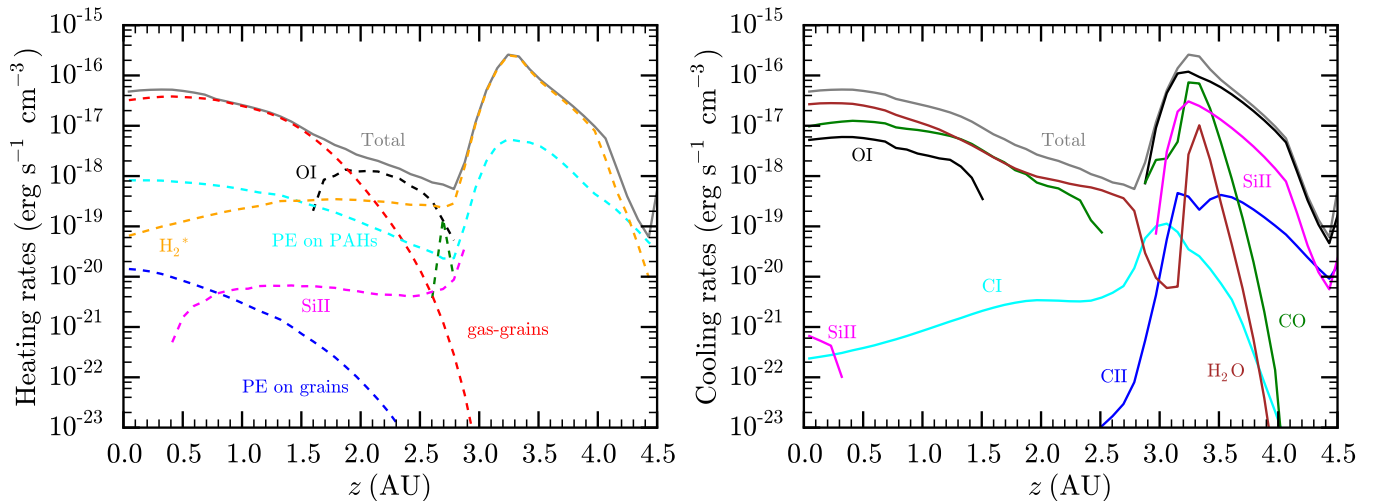 Heating rates (erg s⁻¹ cm⁻³)
10⁻¹⁵
10⁻¹⁶
10⁻¹⁷
10⁻¹⁸
10⁻¹⁹
10⁻²⁰
10⁻²¹
10⁻²²
10⁻²³
Total
OI
PE on PAHs
H₂*
SiII
gas-grains
PE on grains
0.0 0.5 1.0 1.5 2.0 2.5 3.0 3.5 4.0 4.5
z (AU)
Cooling rates (erg s⁻¹ cm⁻³)
10⁻¹⁵
10⁻¹⁶
10⁻¹⁷
10⁻¹⁸
10⁻¹⁹
10⁻²⁰
10⁻²¹
10⁻²²
10⁻²³
Total
OI
SiII
CI
SiII
CO
CII
H₂O
0.0 0.5 1.0 1.5 2.0 2.5 3.0 3.5 4.0 4.5
z (AU)